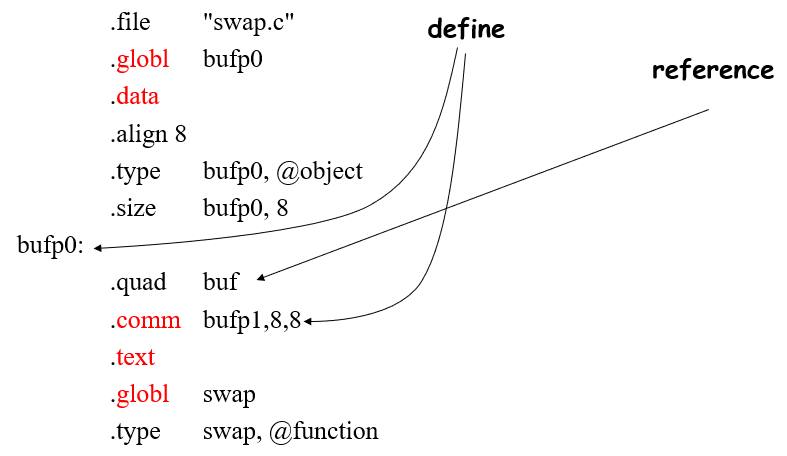 .file "swap.c"
define
.globl bufp0
reference
.data
.align 8
.type bufp0, @object
.size bufp0, 8
bufp0:
.quad buf
.comm bufp1,8,8
.text
.globl swap
.type swap, @function